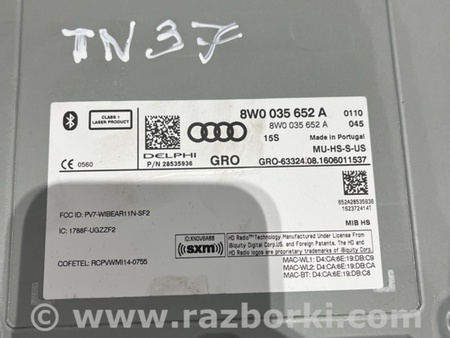 TN37
CLASS 1
LASER PRODUCT
8W0 035 652 A 0110
8W0 035 652 A 045
15S Made in Portugal
MU-HS-S-US
CE 0560
DELPHI
P/N 28535936
GRO
GRO-63324.08.1606011537
FCC ID: PV7-WIBEAR11N-SF2
652428535936
1623724147
IC: 1788F-UGZZF2
MIB HS
sxm
HD Radio™Technology Manufactured Under License From
iBiquity Digital Corp. U.S. and Foreign Patents. The HD
HD Radio logos are proprietary trademarks of iBiquity Corp.
COFETEL: RCPVWMI14-0755
MAC-WL1: D4:CA:6E:19:DB:C9
MAC-WL2: D4:CA:6E:19:DB:CA
MAC-BT: D4:CA:6E:19:DB:C8
www.razborki.com